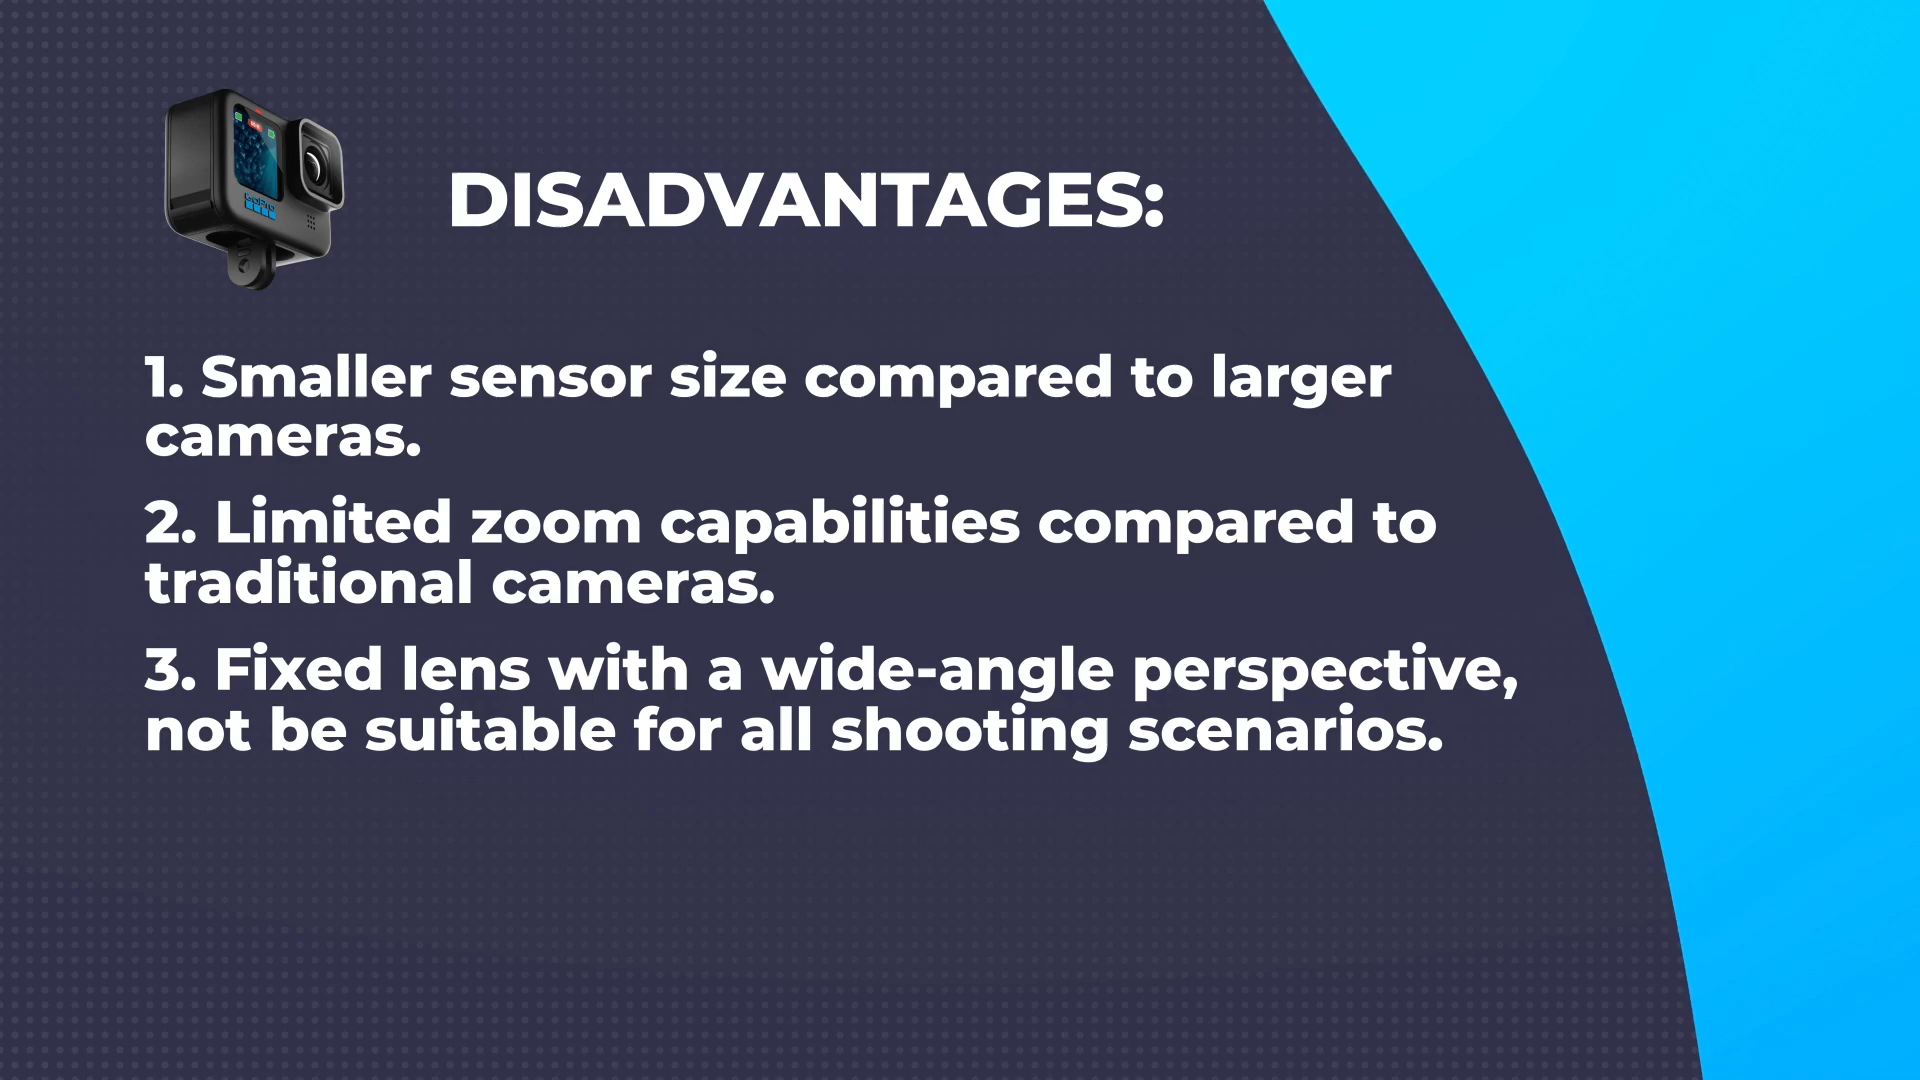 GoPro
DISADVANTAGES:
1. Smaller sensor size compared to larger
cameras.
2. Limited zoom capabilities compared to
traditional cameras.
3. Fixed lens with a wide-angle perspective,
not be suitable for all shooting scenarios.